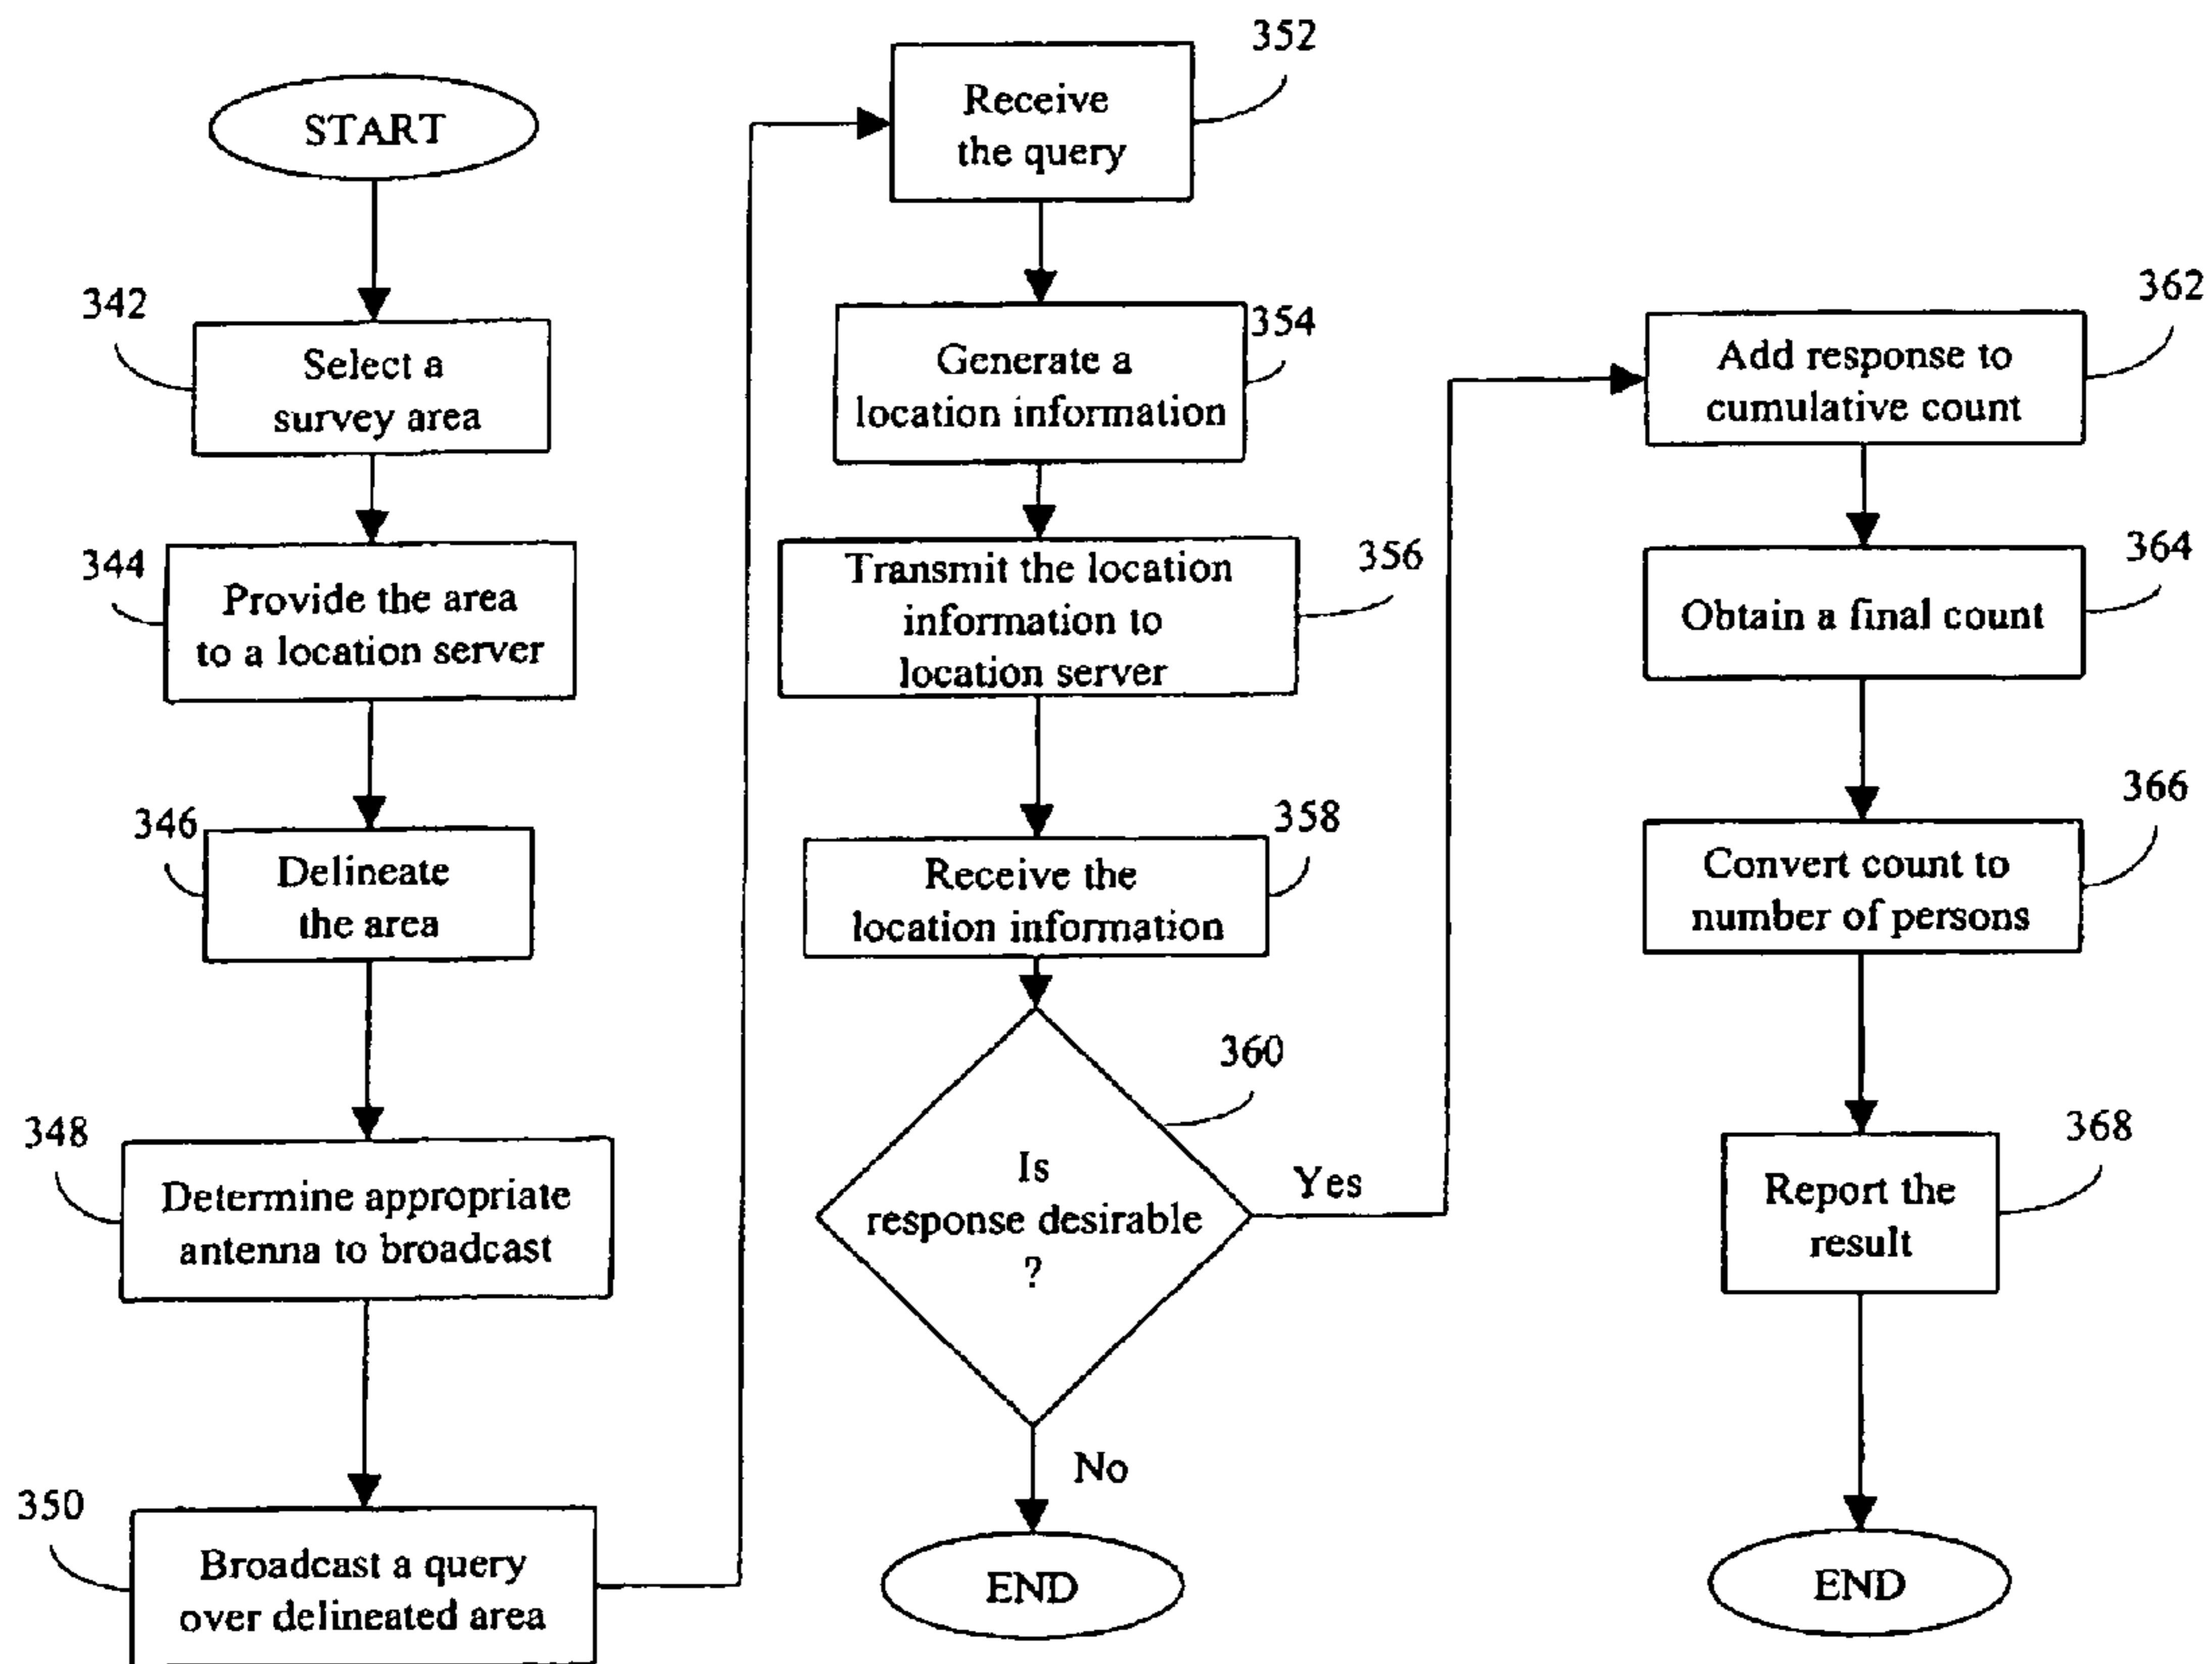 START
342
Select a
survey area
344
Provide the area
to a location server
346
Delineate
the area
348
Determine appropriate
antenna to broadcast
350
Broadcast a query
over delineated area
352
Receive
the query
354
Generate a
location information
356
Transmit the location
information to
location server
358
Receive the
location information
360
Is
response desirable
?
Yes
No
END
362
Add response to
cumulative count
364
Obtain a final count
366
Convert count to
number of persons
368
Report the
result
END